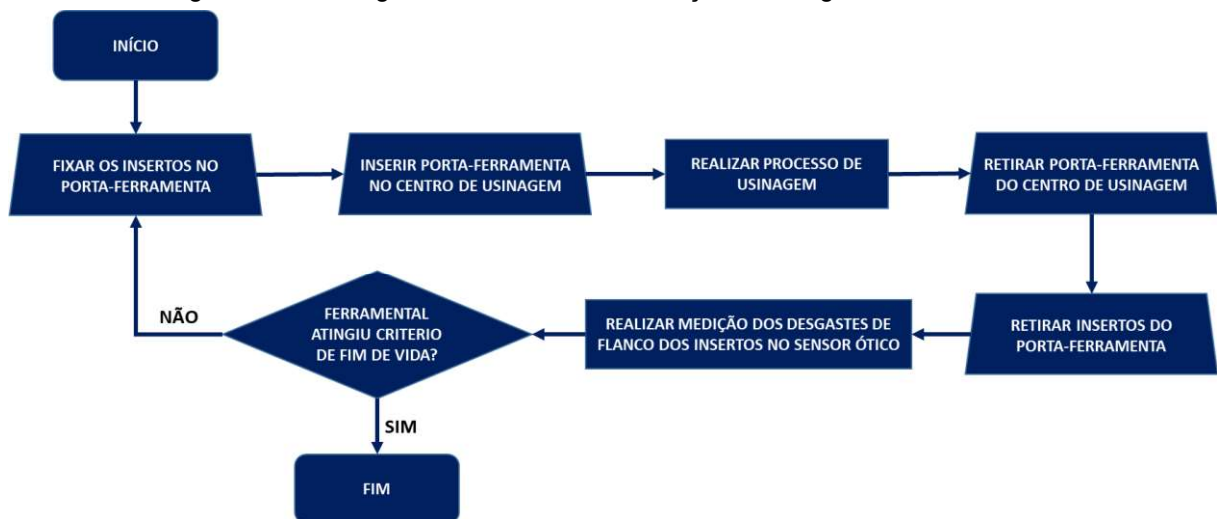 INÍCIO
FIXAR OS INSERTOS NO
PORTA-FERRAMENTA
INSERIR PORTA-FERRAMENTA
NO CENTRO DE USINAGEM
REALIZAR PROCESSO DE
USINAGEM
RETIRAR PORTA-FERRAMENTA
DO CENTRO DE USINAGEM
RETIRAR INSERTOS DO
PORTA-FERRAMENTA
REALIZAR MEDIÇÃO DOS DESGASTES DE
FLANCO DOS INSERTOS NO SENSOR ÓTICO
FERRAMENTAL
ATINGIU CRITERIO
DE FIM DE VIDA?
NÃO
SIM
FIM